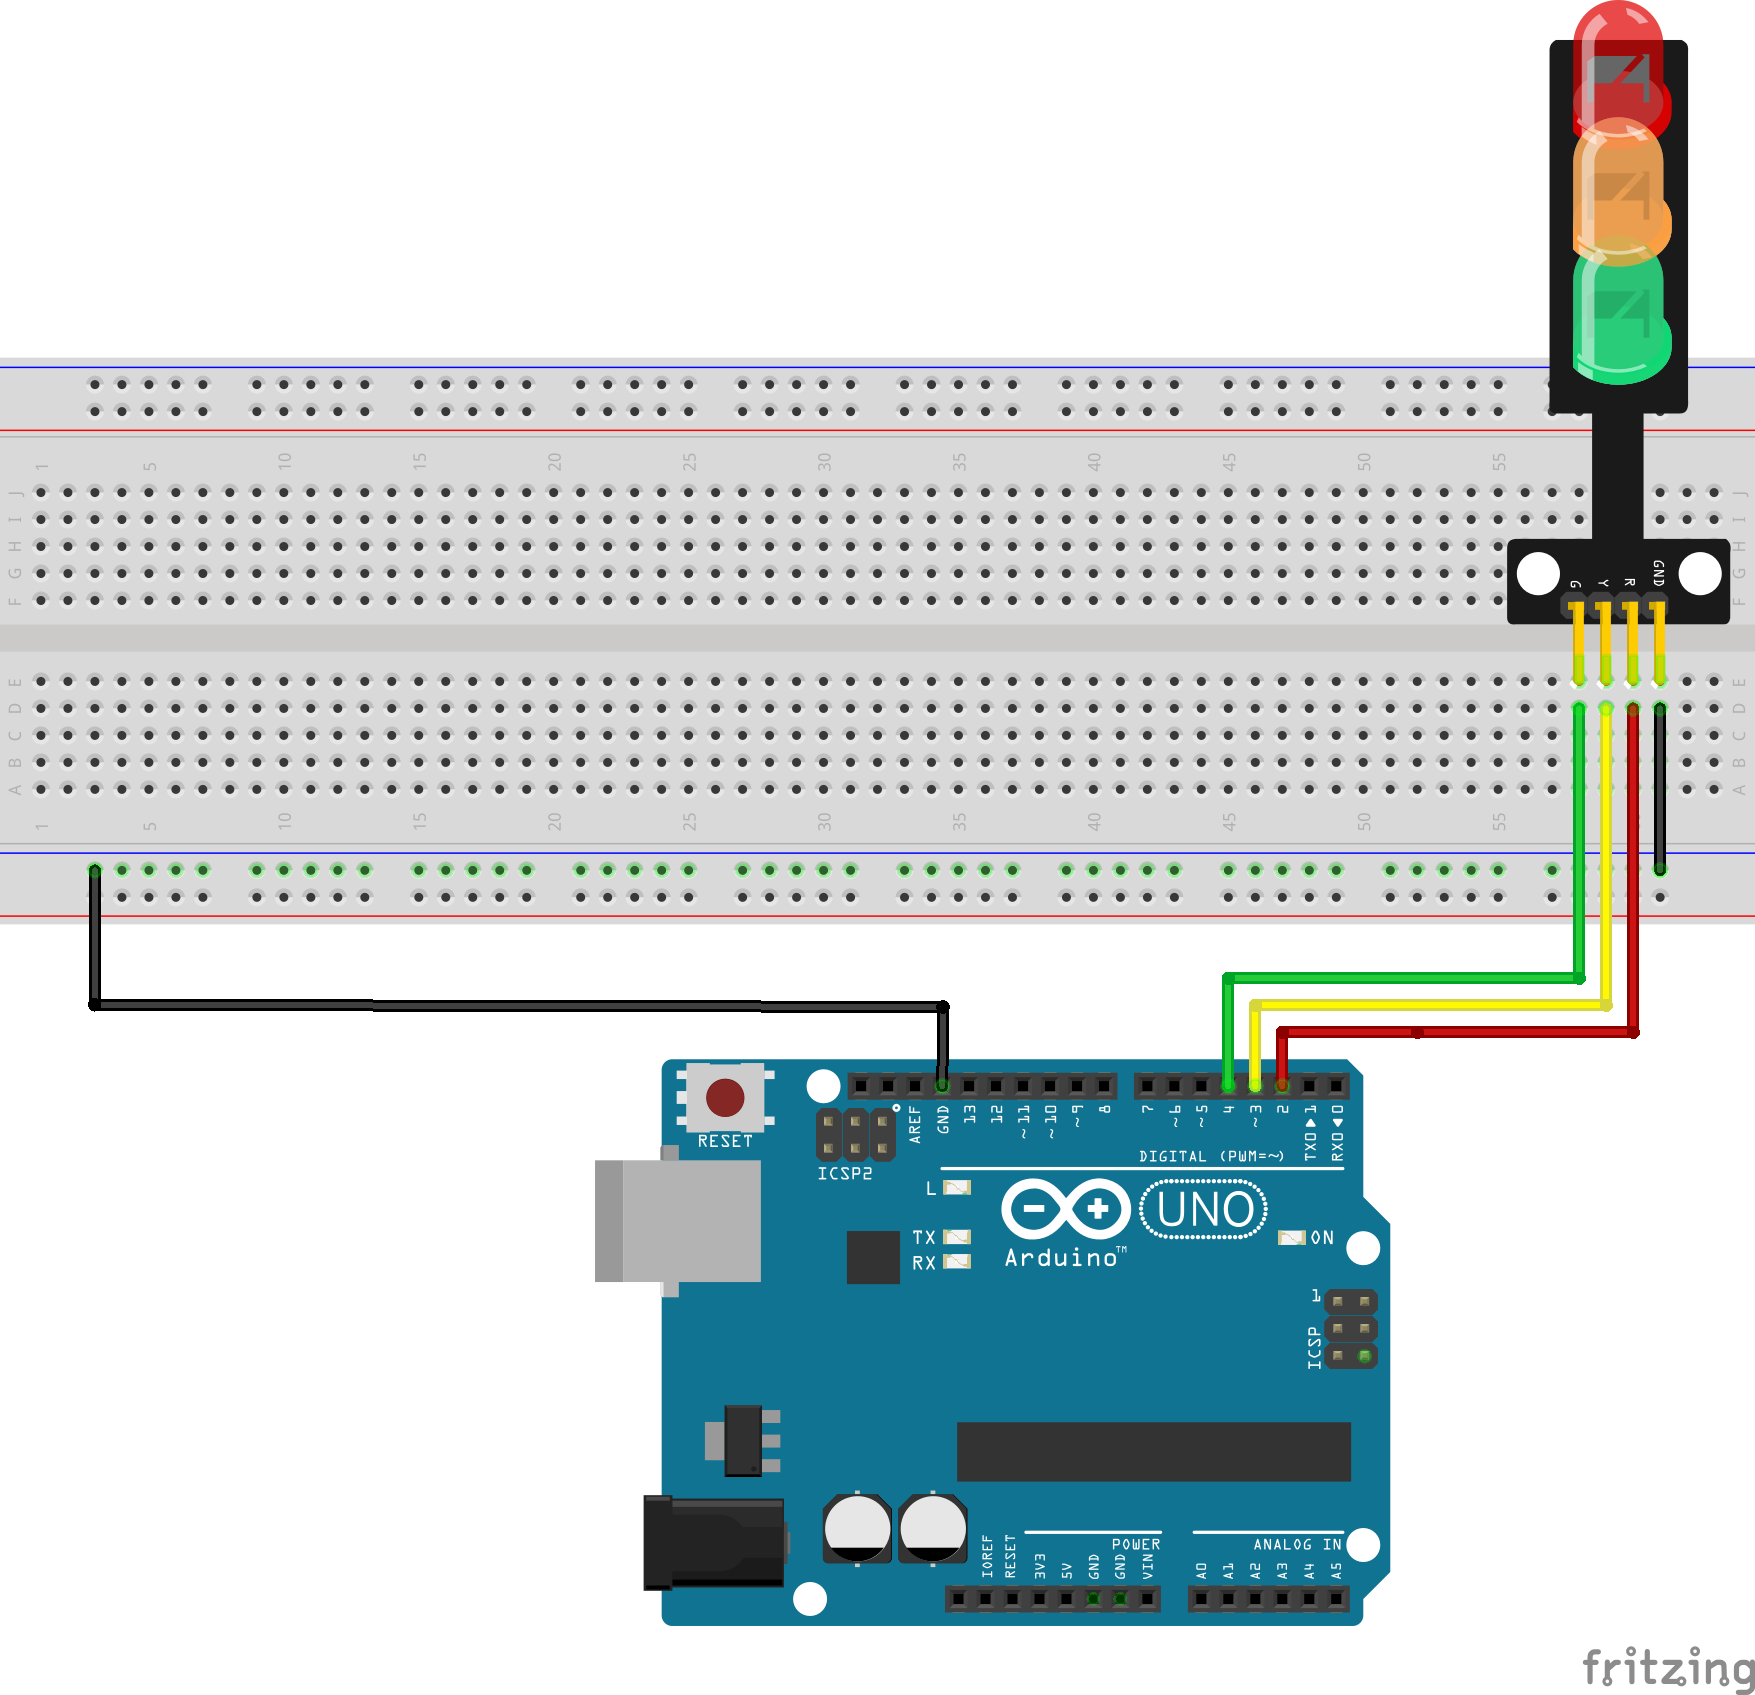 1 5 10 15 20 25 30 35 40 45 50 55
J J
I I
H H
G G
F F
G Y R GND
E E
D D
C C
B B
A A
1 5 10 15 20 25 30 35 40 45 50 55
RESET
AREF GND 13 12 ~11 ~10 ~9 8 7 ~6 ~5 4 ~3 2 TX0▶1 RX0◀0
DIGITAL (PWM=~)
ICSP2
L
TX
RX
UNO
Arduino™
ON
1
ICSP
POWER
ANALOG IN
IOREF RESET 3V3 5V GND GND VIN A0 A1 A2 A3 A4 A5
fritzing